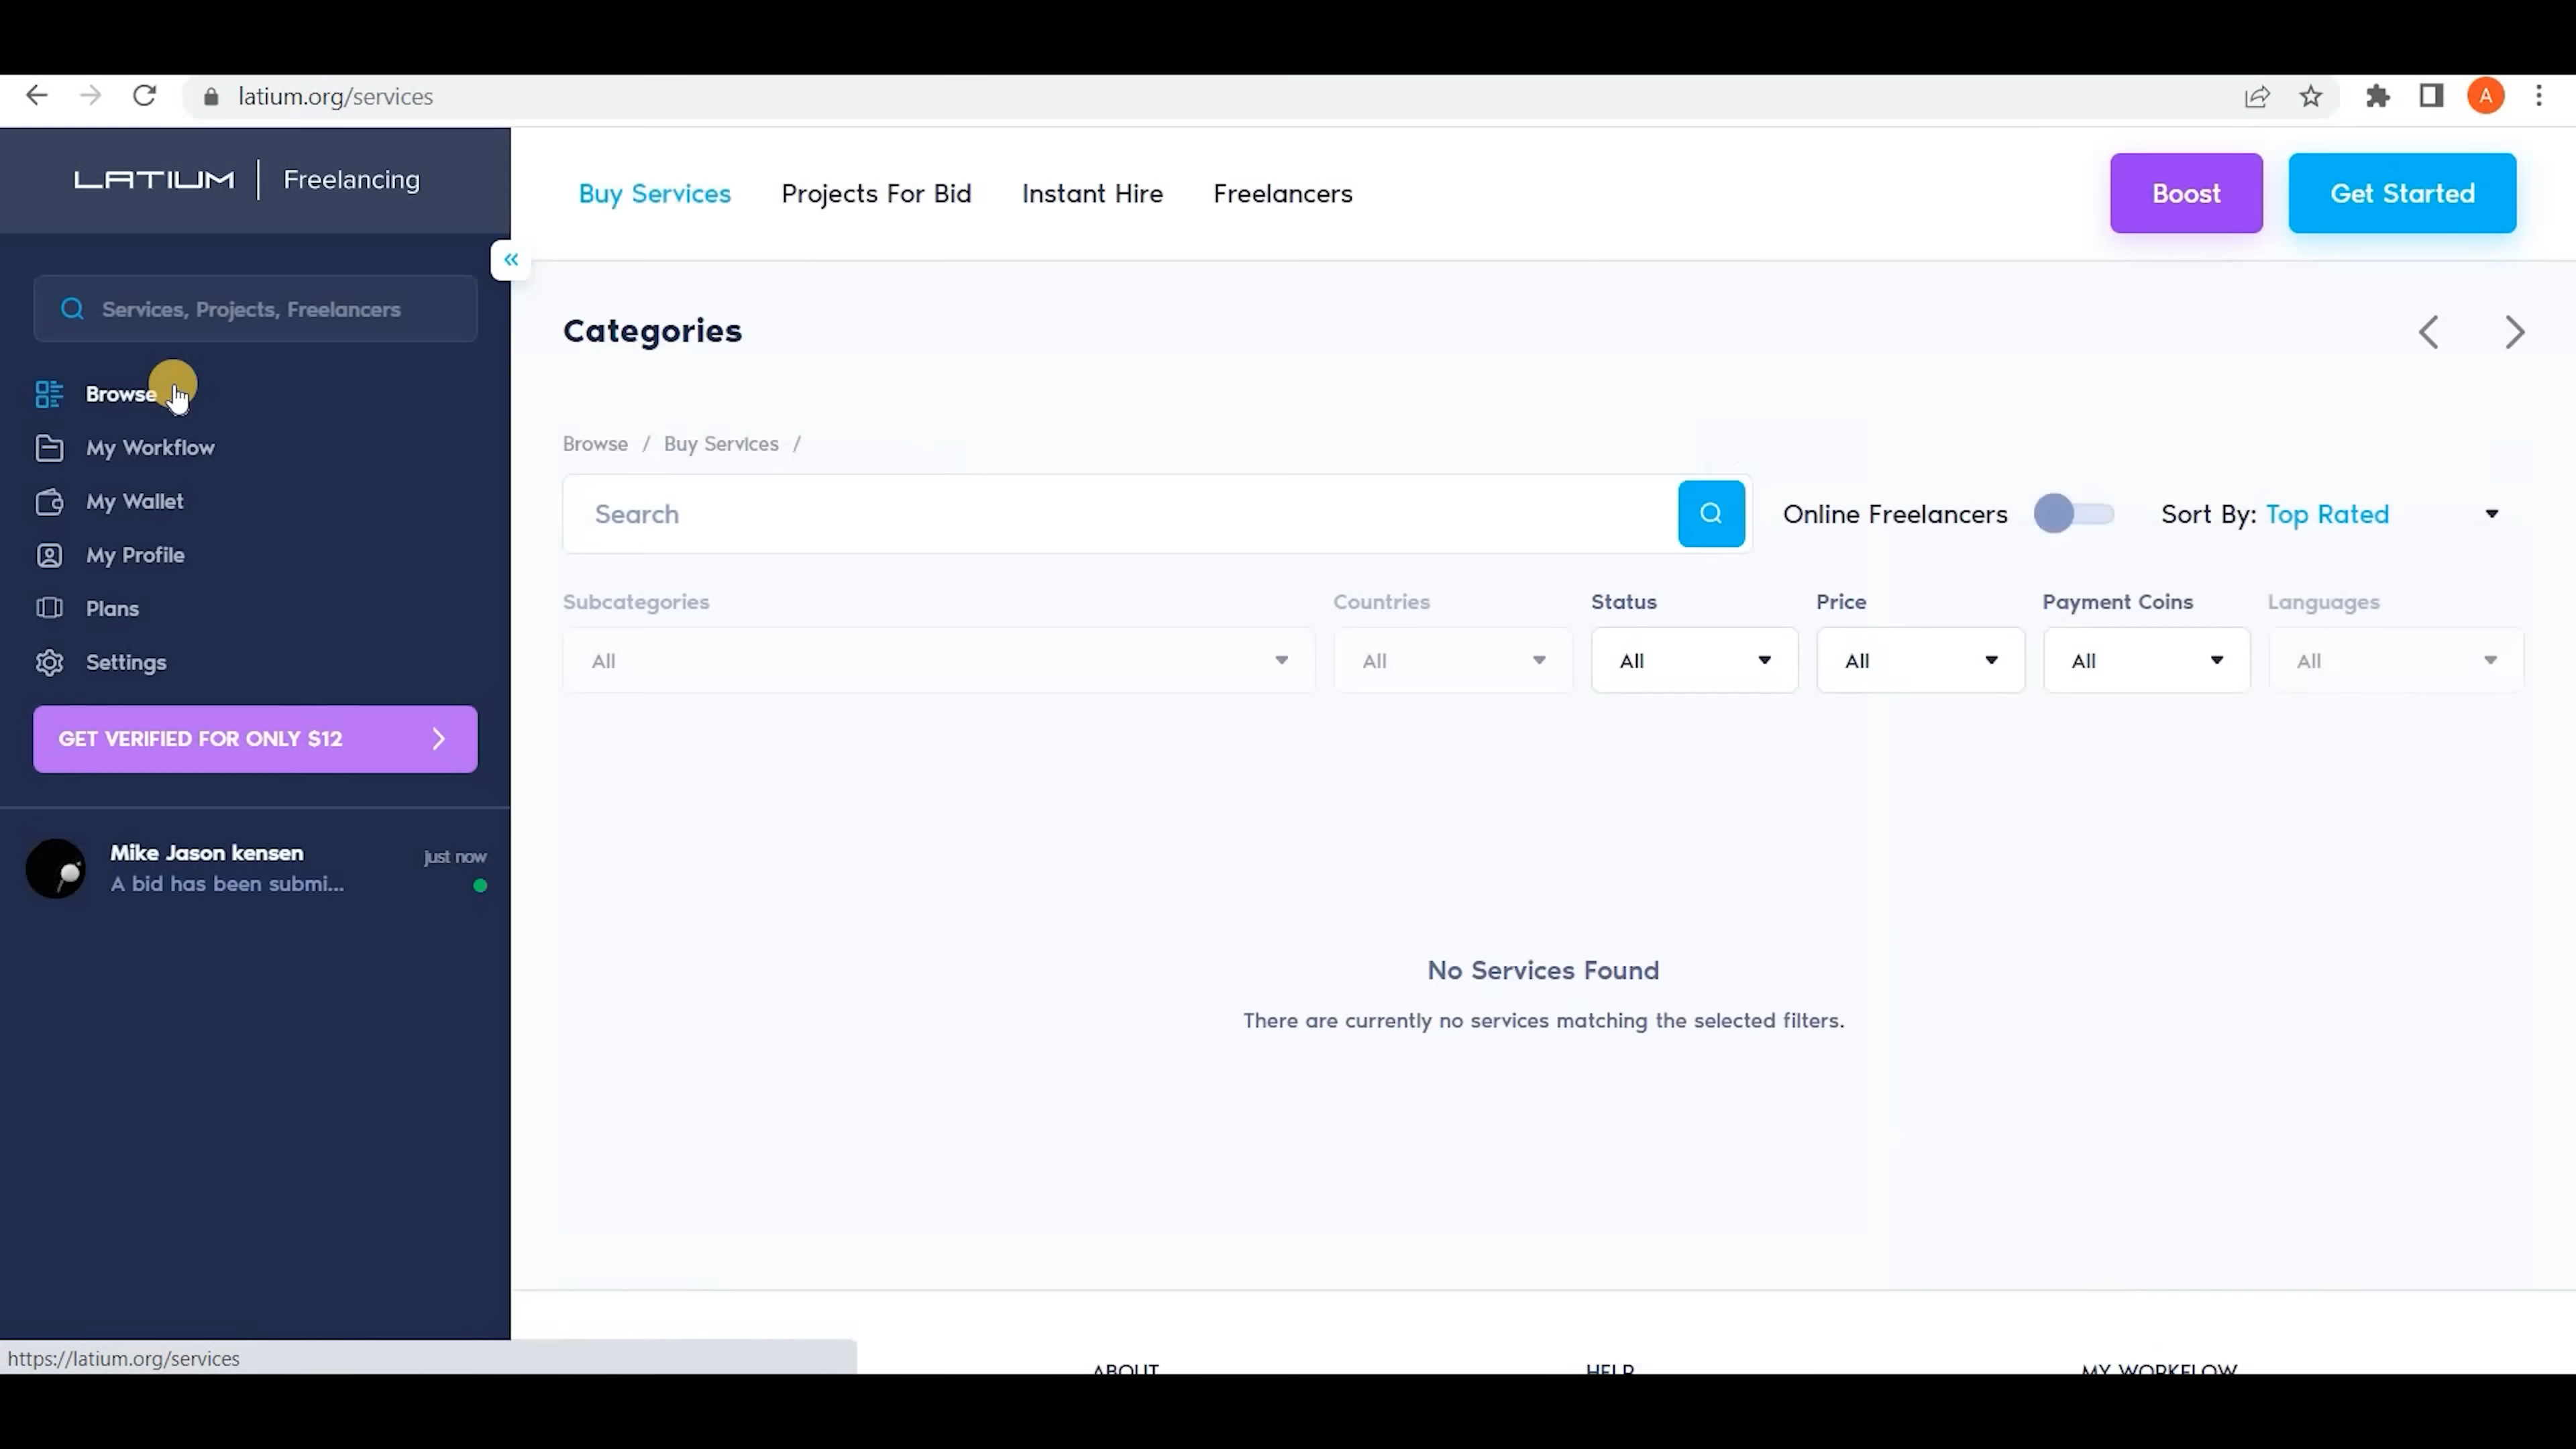 latium.org/services
LATIUM | Freelancing
Buy Services Projects For Bid Instant Hire Freelancers Boost Get Started
Services, Projects, Freelancers
Browse
My Workflow
My Wallet
My Profile
Plans
Settings
GET VERIFIED FOR ONLY $12
Mike Jason kensen just now
A bid has been submi...
Categories
Browse / Buy Services /
Search
Online Freelancers Sort By: Top Rated
Subcategories Countries Status Price Payment Coins Languages
All All All All All All
No Services Found
There are currently no services matching the selected filters.
ABOUT HELP MY WORKFLOW
https://latium.org/services
A